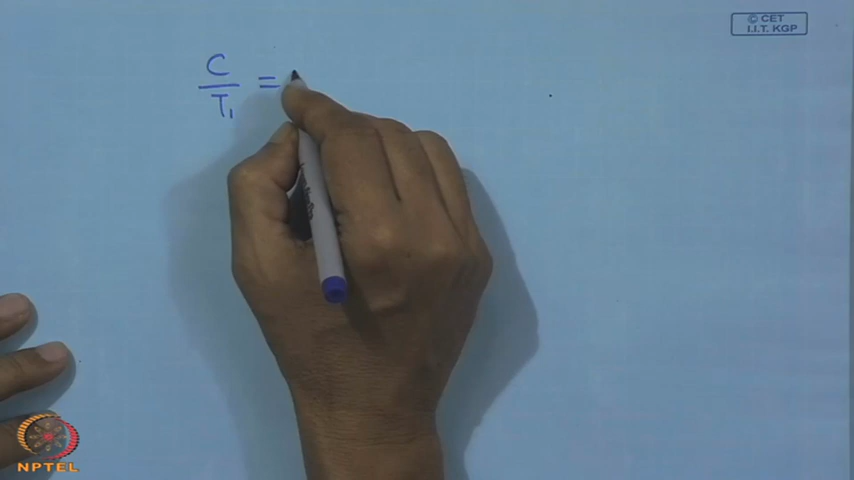 © CET
I.I.T. KGP
C
T₁
=
NPTEL